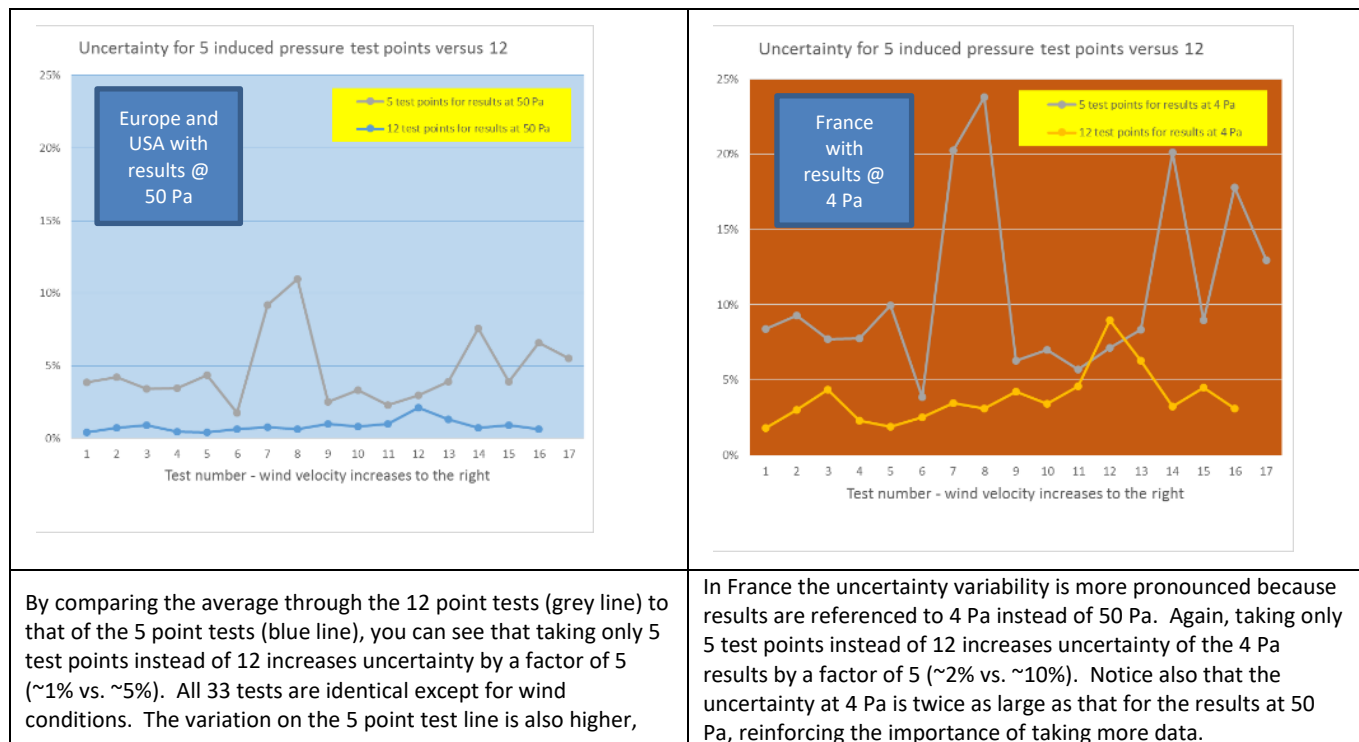 Uncertainty for 5 induced pressure test points versus 12
25%
20%
15%
10%
5%
0%
Europe and
USA with
results @
50 Pa
5 test points for results at 50 Pa
12 test points for results at 50 Pa
1 2 3 4 5 6 7 8 9 10 11 12 13 14 15 16 17
Test number - wind velocity increases to the right
Uncertainty for 5 induced pressure test points versus 12
25%
20%
15%
10%
5%
0%
France
with
results @
4 Pa
5 test points for results at 4 Pa
12 test points for results at 4 Pa
1 2 3 4 5 6 7 8 9 10 11 12 13 14 15 16 17
Test number - wind velocity increases to the right
By comparing the average through the 12 point tests (grey line) to
that of the 5 point tests (blue line), you can see that taking only 5
test points instead of 12 increases uncertainty by a factor of 5
(~1% vs. ~5%).  All 33 tests are identical except for wind
conditions.  The variation on the 5 point test line is also higher,
In France the uncertainty variability is more pronounced because
results are referenced to 4 Pa instead of 50 Pa.  Again, taking only
5 test points instead of 12 increases uncertainty of the 4 Pa
results by a factor of 5 (~2% vs. ~10%).  Notice also that the
uncertainty at 4 Pa is twice as large as that for the results at 50
Pa, reinforcing the importance of taking more data.